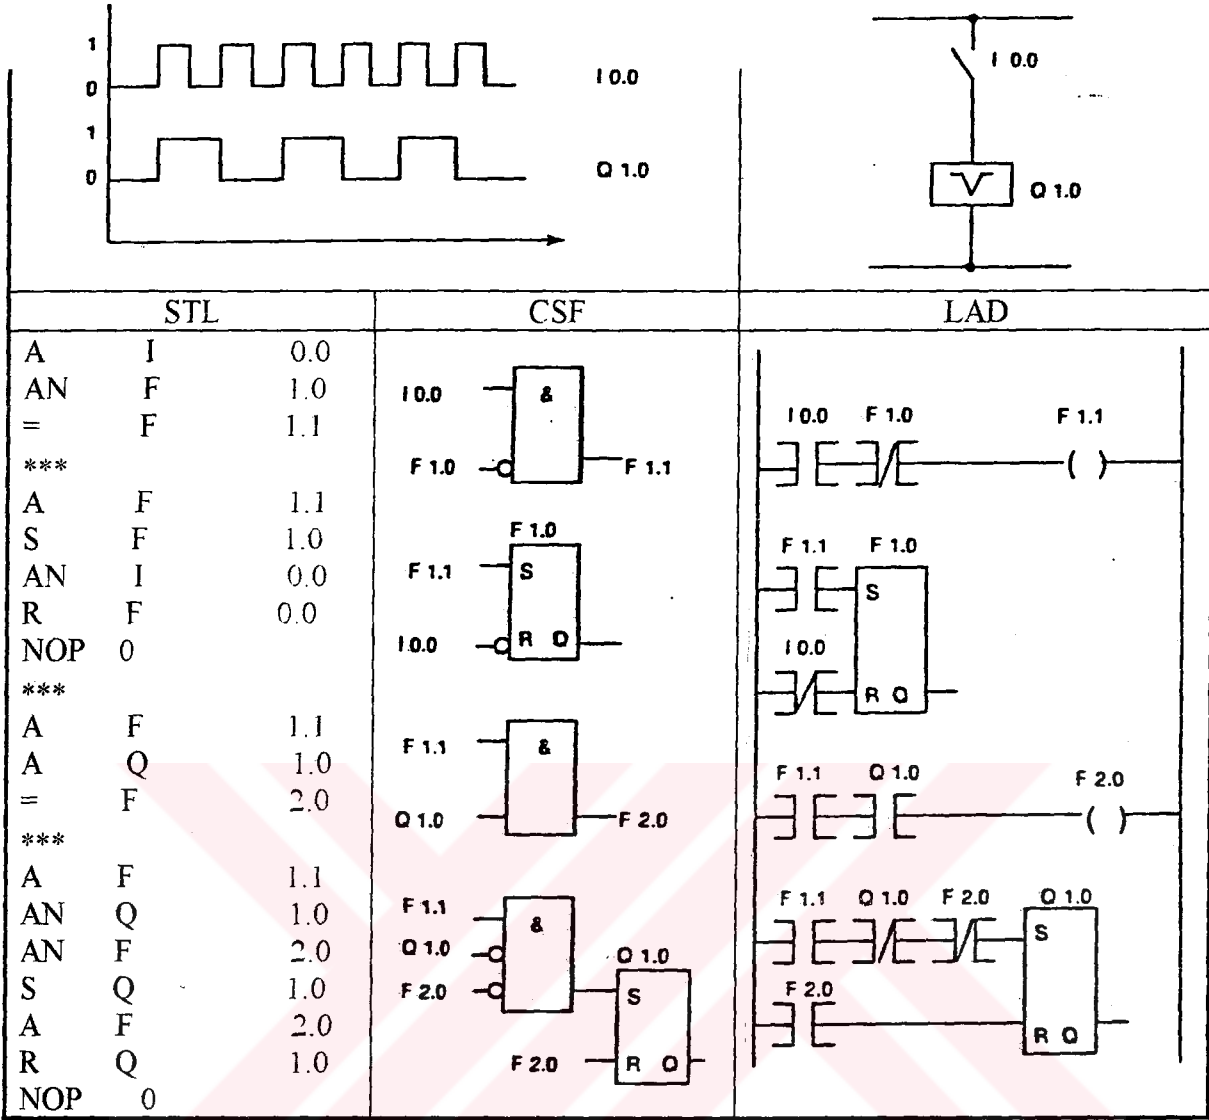 1
0
I 0.0
1
0
Q 1.0
I 0.0
Q 1.0
STL CSF LAD
A I 0.0
AN F 1.0
= F 1.1
***
A F 1.1
S F 1.0
AN I 0.0
R F 0.0
NOP 0
***
A F 1.1
A Q 1.0
= F 2.0
***
A F 1.1
AN Q 1.0
AN F 2.0
S Q 1.0
A F 2.0
R Q 1.0
NOP 0
I 0.0
&
F 1.0
F 1.1
F 1.0
F 1.1
S
I 0.0
R Q
F 1.1
&
Q 1.0
F 2.0
F 1.1
&
Q 1.0
F 2.0
Q 1.0
S
F 2.0
R Q
I 0.0 F 1.0 F 1.1
( )
F 1.1 F 1.0
S
I 0.0
R Q
F 1.1 Q 1.0 F 2.0
( )
F 1.1 Q 1.0 F 2.0 Q 1.0
S
F 2.0
R Q